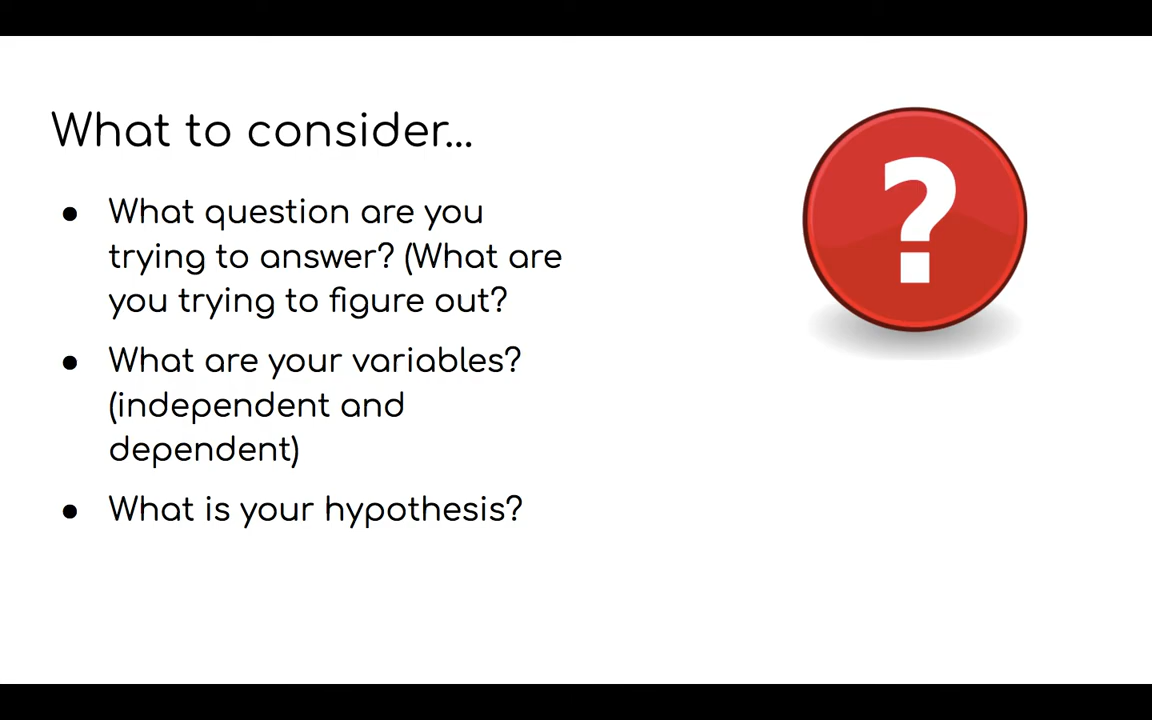 What to consider...
● What question are you
trying to answer? (What are
you trying to figure out?
● What are your variables?
(independent and
dependent)
● What is your hypothesis?
?